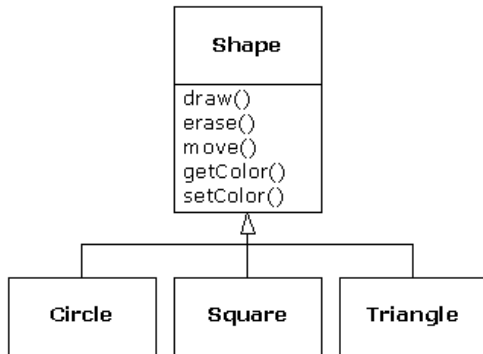 Shape
draw()
erase()
move()
getColor()
setColor()
Circle Square Triangle